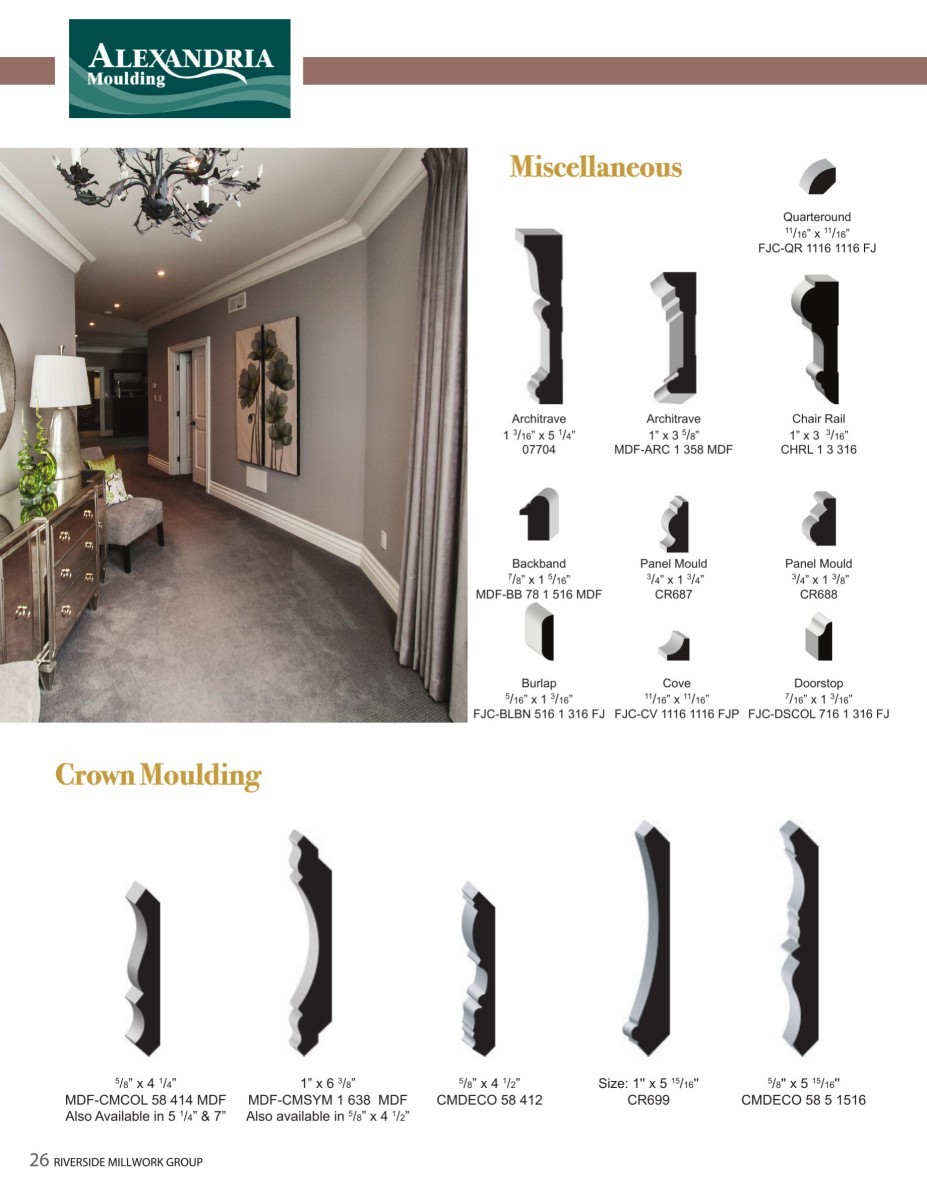 ALEXANDRIA
Moulding
Miscellaneous
Quarteround
11/16” x 11/16”
FJC-QR 1116 1116 FJ
Architrave
1 3/16” x 5 1/4”
07704
Architrave
1” x 3 5/8”
MDF-ARC 1 358 MDF
Chair Rail
1” x 3 3/16”
CHRL 1 3 316
Backband
7/8” x 1 5/16”
MDF-BB 78 1 516 MDF
Panel Mould
3/4” x 1 3/4”
CR687
Panel Mould
3/4” x 1 3/8”
CR688
Burlap
5/16” x 1 3/16”
FJC-BLBN 516 1 316 FJ
Cove
11/16” x 11/16”
FJC-CV 1116 1116 FJP
Doorstop
7/16” x 1 3/16”
FJC-DSCOL 716 1 316 FJ
Crown Moulding
5/8” x 4 1/4”
MDF-CMCOL 58 414 MDF
Also Available in 5 1/4” & 7”
1” x 6 3/8”
MDF-CMSYM 1 638 MDF
Also available in 5/8” x 4 1/2”
5/8” x 4 1/2”
CMDECO 58 412
Size: 1" x 5 15/16"
CR699
5/8" x 5 15/16"
CMDECO 58 5 1516
26 RIVERSIDE MILLWORK GROUP